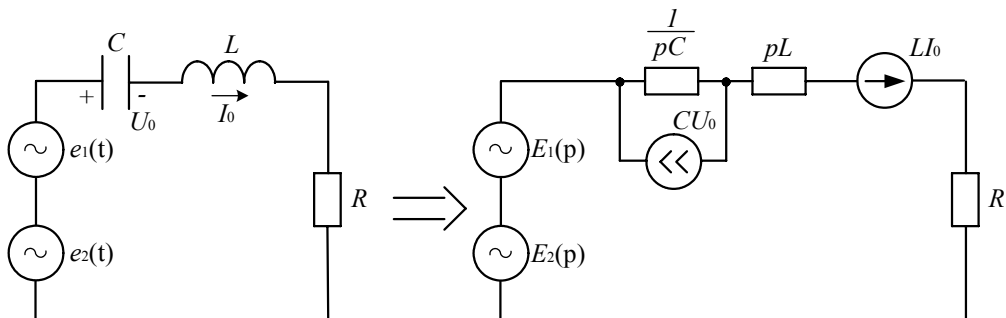 C
L
+
-
U₀
I₀
e₁(t)
e₂(t)
R
1
pC
pL
LI₀
CU₀
E₁(p)
E₂(p)
R